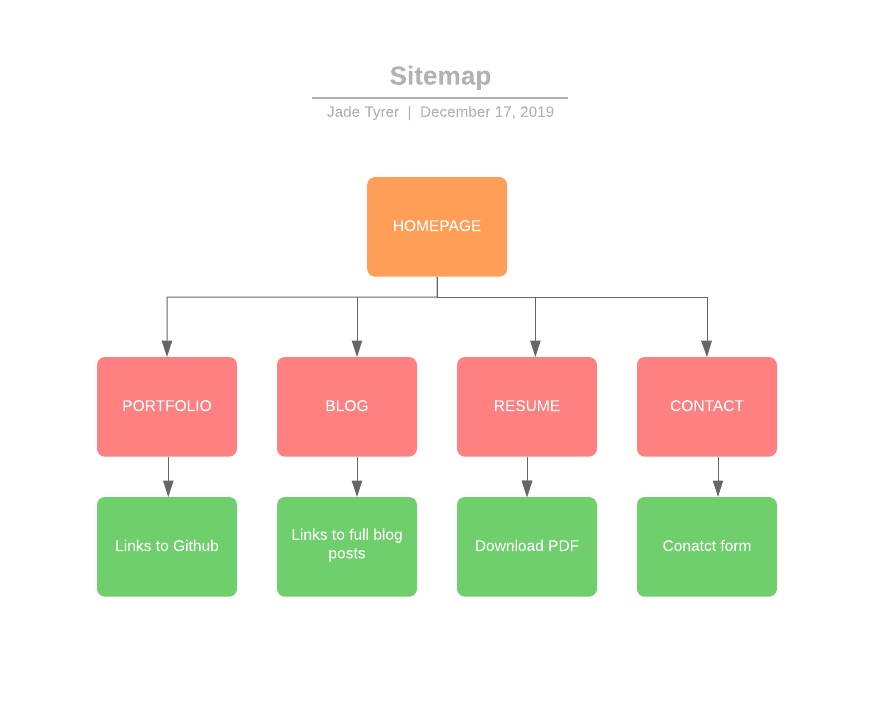 Sitemap
Jade Tyrer | December 17, 2019
HOMEPAGE
PORTFOLIO
BLOG
RESUME
CONTACT
Links to Github
Links to full blog
posts
Download PDF
Conatct form